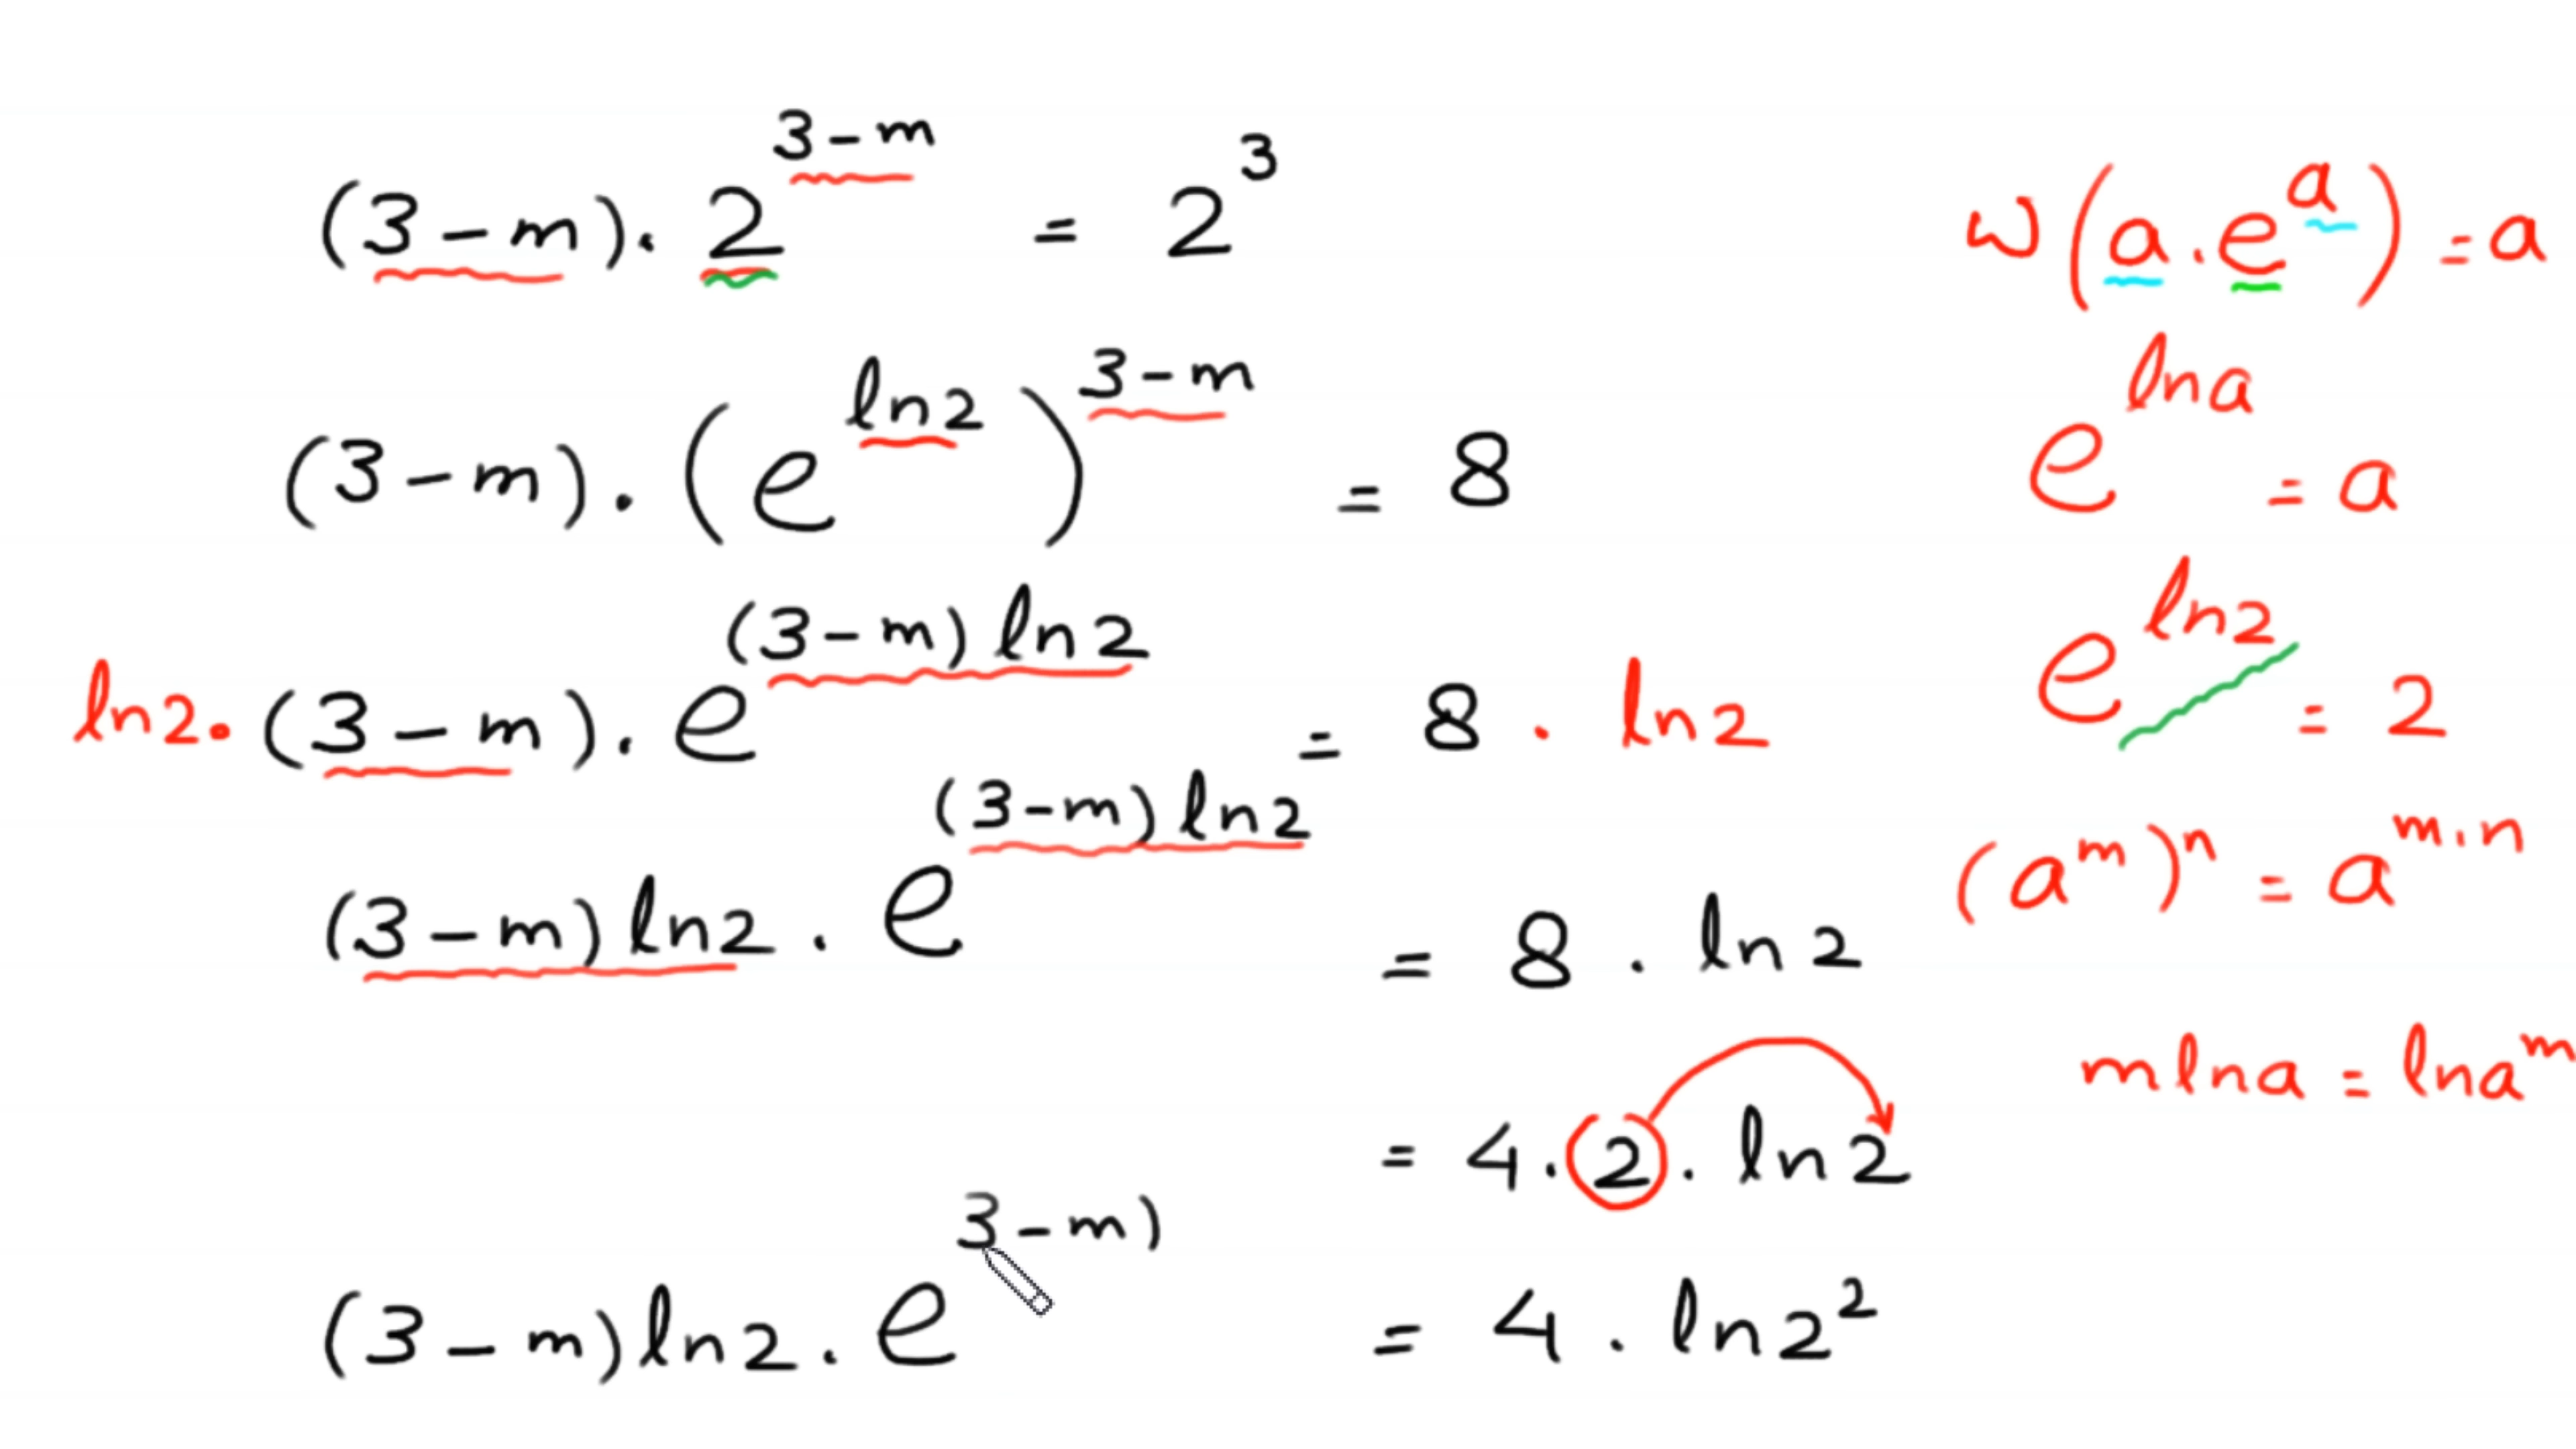 (3-m)·2^{3-m} = 2^3
(3-m)·(e^{ln2})^{3-m} = 8
ln2·(3-m)·e^{(3-m)ln2} = 8·ln2
(3-m)ln2·e^{(3-m)ln2} = 8·ln2
= 4·2·ln2
(3-m)ln2·e^{3-m)} = 4·ln2^2
W(a·e^a) = a
e^{lna} = a
e^{ln2} = 2
(a^m)^n = a^{m·n}
mlna = lna^m